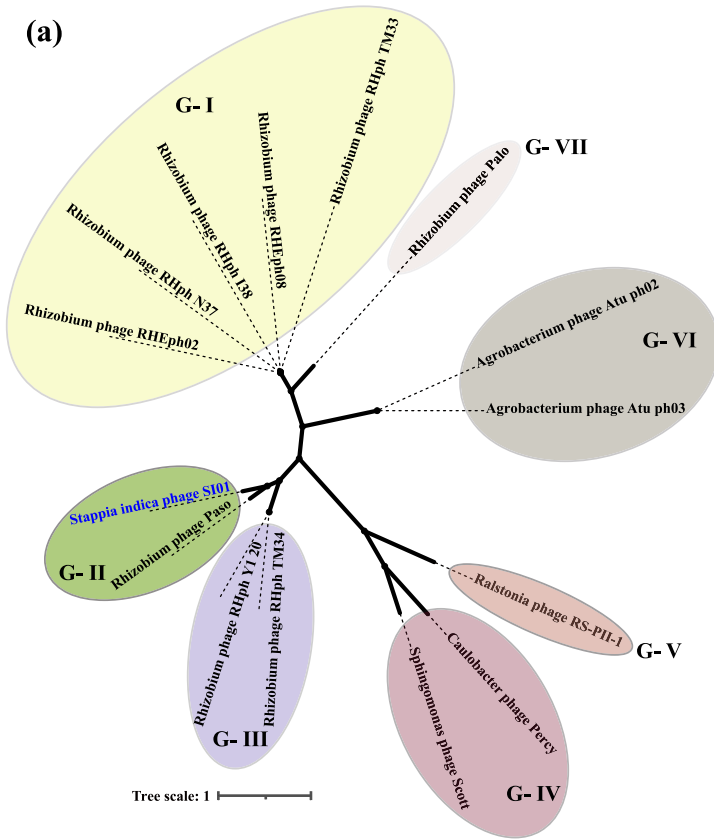 (a)
G- I
Rhizobium phage RHph TM33
Rhizobium phage RHEph08
Rhizobium phage RHph I38
Rhizobium phage RHph N37
Rhizobium phage RHEph02
G- VII
Rhizobium phage Palo
Agrobacterium phage Atu ph02
G- VI
Agrobacterium phage Atu ph03
Stappia indica phage SI01
Rhizobium phage Paso
G- II
Rhizobium phage RHph Y1 20
Rhizobium phage RHph TM34
G- III
Ralstonia phage RS-PII-1
G- V
Caulobacter phage Percy
Sphingomonas phage Scott
G- IV
Tree scale: 1